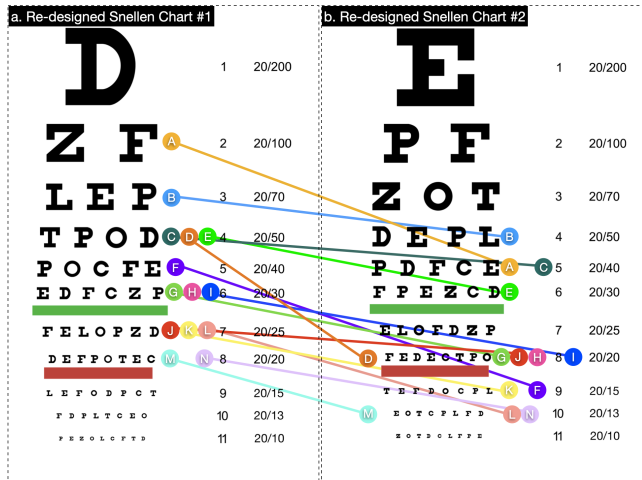 a. Re-designed Snellen Chart #1
D 1 20/200
Z F A 2 20/100
L E P B 3 20/70
T P O D C D E 4 20/50
P O C F E F 5 20/40
E D F C Z P G H I 6 20/30
F E L O P Z D J K L 7 20/25
D E F P O T E C M N 8 20/20
L E F O D P C T 9 20/15
F D P L T C E O 10 20/13
P E Z O L C F T D 11 20/10
b. Re-designed Snellen Chart #2
E 1 20/200
P F 2 20/100
Z O T 3 20/70
D E P L B 4 20/50
P D F C E A C 5 20/40
F P E Z C D E 6 20/30
E L O F D Z P 7 20/25
D F E D F O T P O G J H 8 I 20/20
T E F D O C P L K F 9 20/15
M E O T C P L F D L N 10 20/13
Z O T D C L F P E 11 20/10